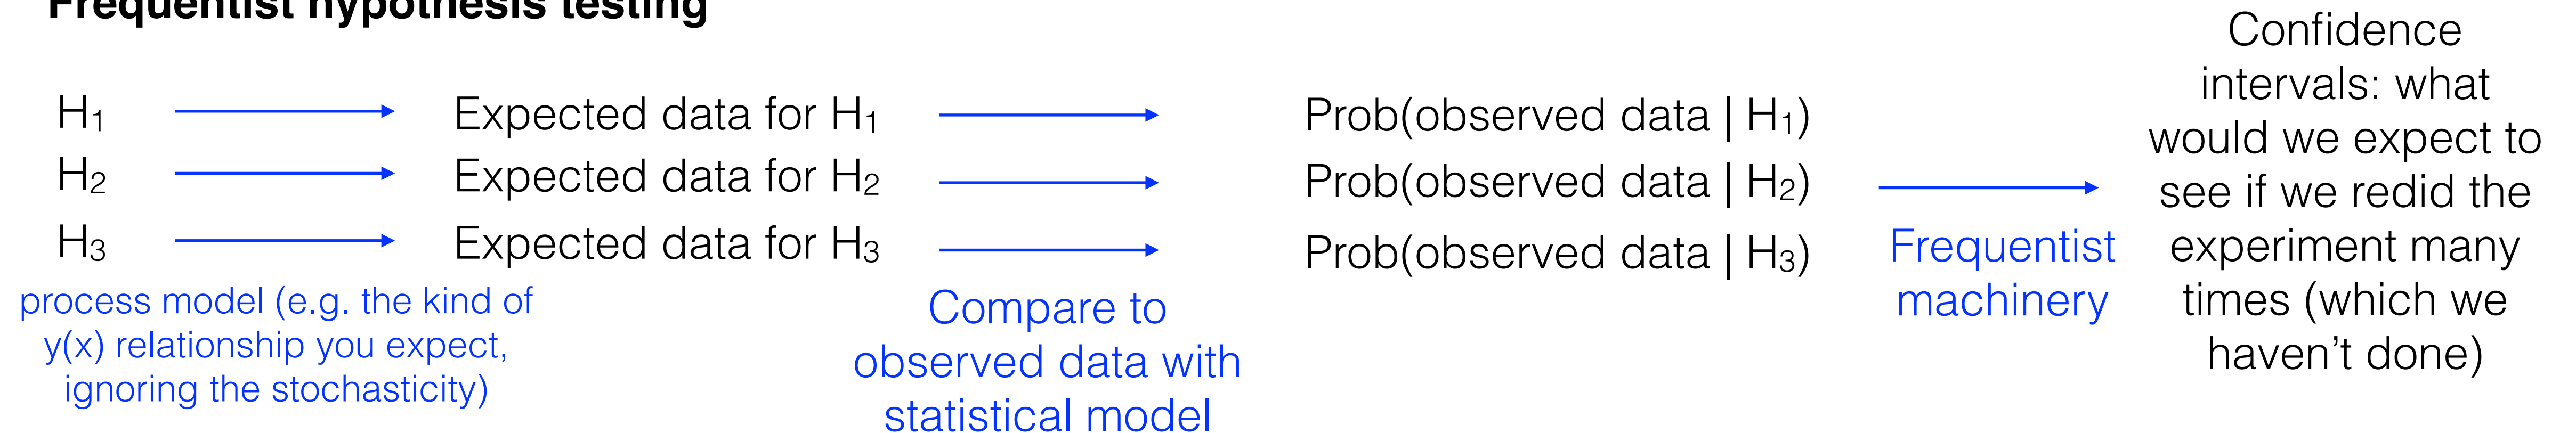 Frequentist hypothesis testing
H₁ Expected data for H₁ Prob(observed data | H₁)
H₂ Expected data for H₂ Prob(observed data | H₂)
H₃ Expected data for H₃ Prob(observed data | H₃)
process model (e.g. the kind of
y(x) relationship you expect,
ignoring the stochasticity)
Compare to
observed data with
statistical model
Frequentist
machinery
Confidence
intervals: what
would we expect to
see if we redid the
experiment many
times (which we
haven’t done)